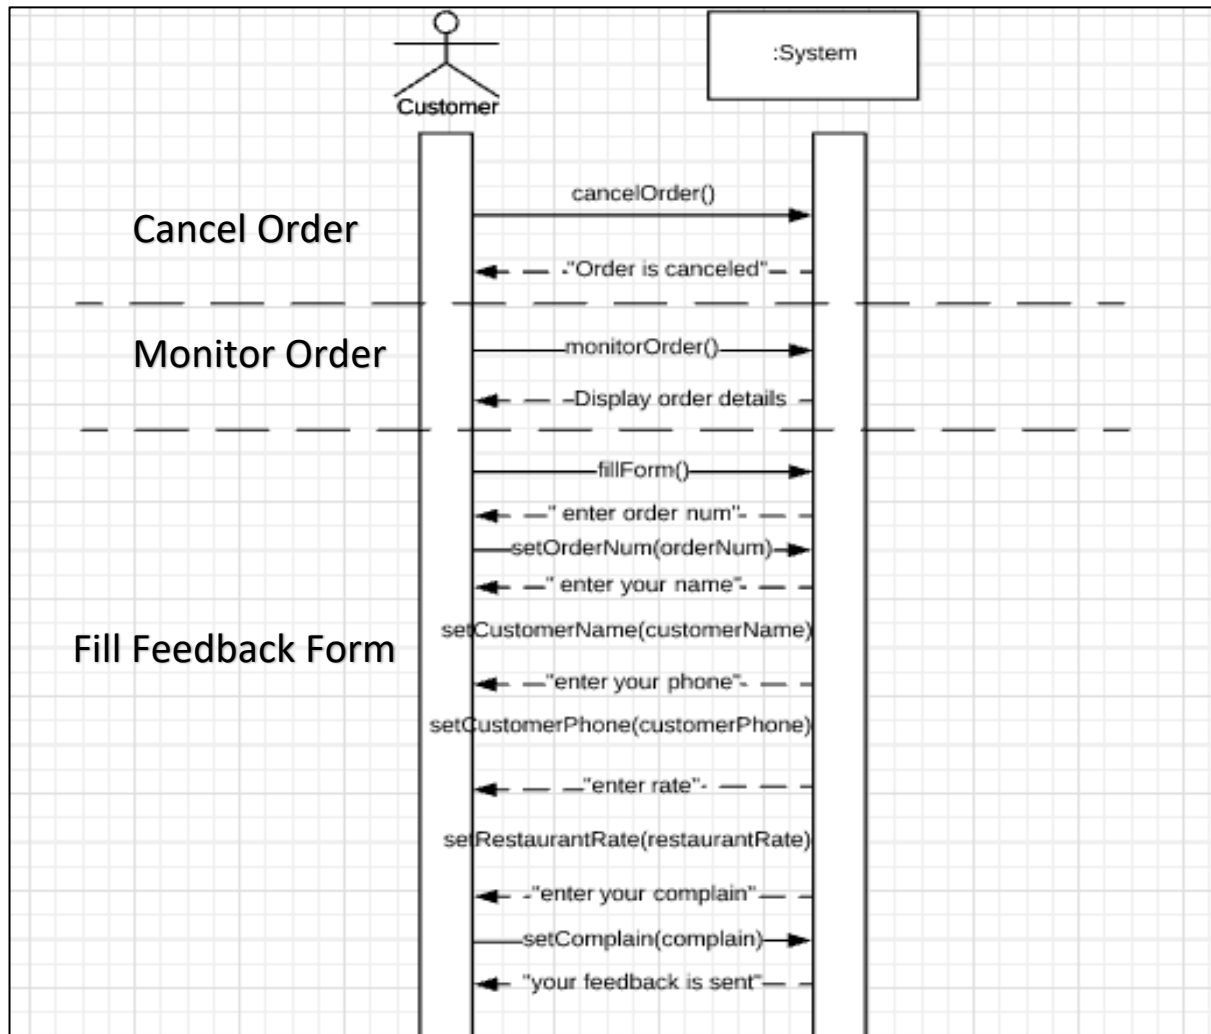 :System
Customer
cancelOrder()
Cancel Order
"Order is canceled"
monitorOrder()
Monitor Order
Display order details
fillForm()
" enter order num"
setOrderNum(orderNum)
" enter your name"
setCustomerName(customerName)
Fill Feedback Form
"enter your phone"
setCustomerPhone(customerPhone)
"enter rate"
setRestaurantRate(restaurantRate)
"enter your complain"
setComplain(complain)
"your feedback is sent"